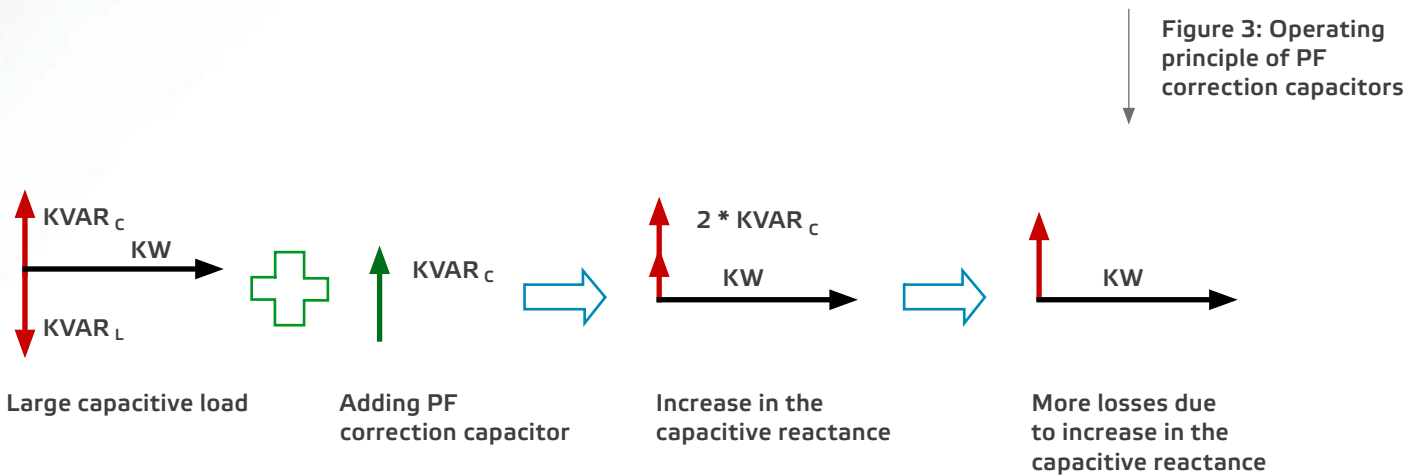 Figure 3: Operating
principle of PF
correction capacitors
KVAR C
KW
KVAR L
KVAR C
2 * KVAR C
KW
KW
Large capacitive load
Adding PF
correction capacitor
Increase in the
capacitive reactance
More losses due
to increase in the
capacitive reactance